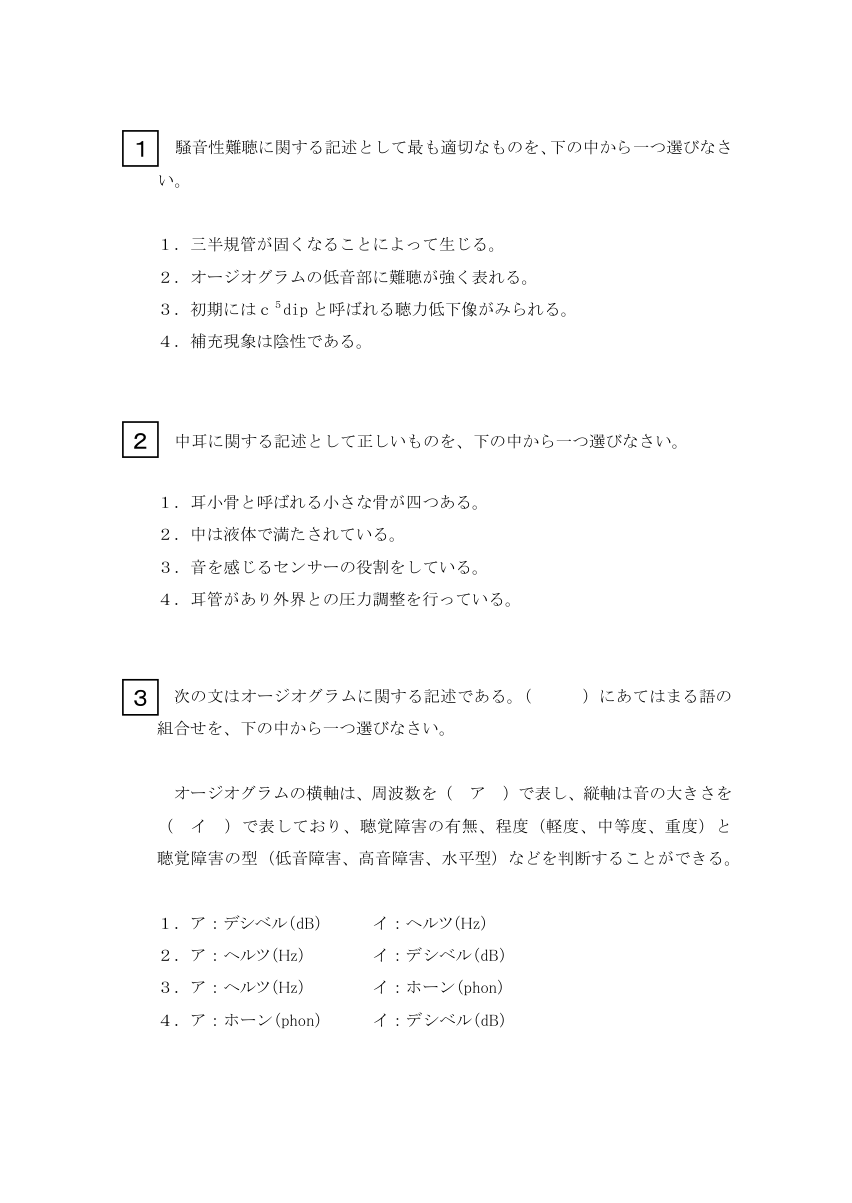 1　騒音性難聴に関する記述として最も適切なものを、下の中から一つ選びなさ
い。
１．三半規管が固くなることによって生じる。
２．オージオグラムの低音部に難聴が強く表れる。
３．初期にはｃ⁵dip と呼ばれる聴力低下像がみられる。
４．補充現象は陰性である。
2　中耳に関する記述として正しいものを、下の中から一つ選びなさい。
１．耳小骨と呼ばれる小さな骨が四つある。
２．中は液体で満たされている。
３．音を感じるセンサーの役割をしている。
４．耳管があり外界との圧力調整を行っている。
3　次の文はオージオグラムに関する記述である。（　　　）にあてはまる語の
組合せを、下の中から一つ選びなさい。
オージオグラムの横軸は、周波数を（　ア　）で表し、縦軸は音の大きさを
（　イ　）で表しており、聴覚障害の有無、程度（軽度、中等度、重度）と
聴覚障害の型（低音障害、高音障害、水平型）などを判断することができる。
１．ア：デシベル(dB)　　　イ：ヘルツ(Hz)
２．ア：ヘルツ(Hz)　　　　イ：デシベル(dB)
３．ア：ヘルツ(Hz)　　　　イ：ホーン(phon)
４．ア：ホーン(phon)　　　イ：デシベル(dB)